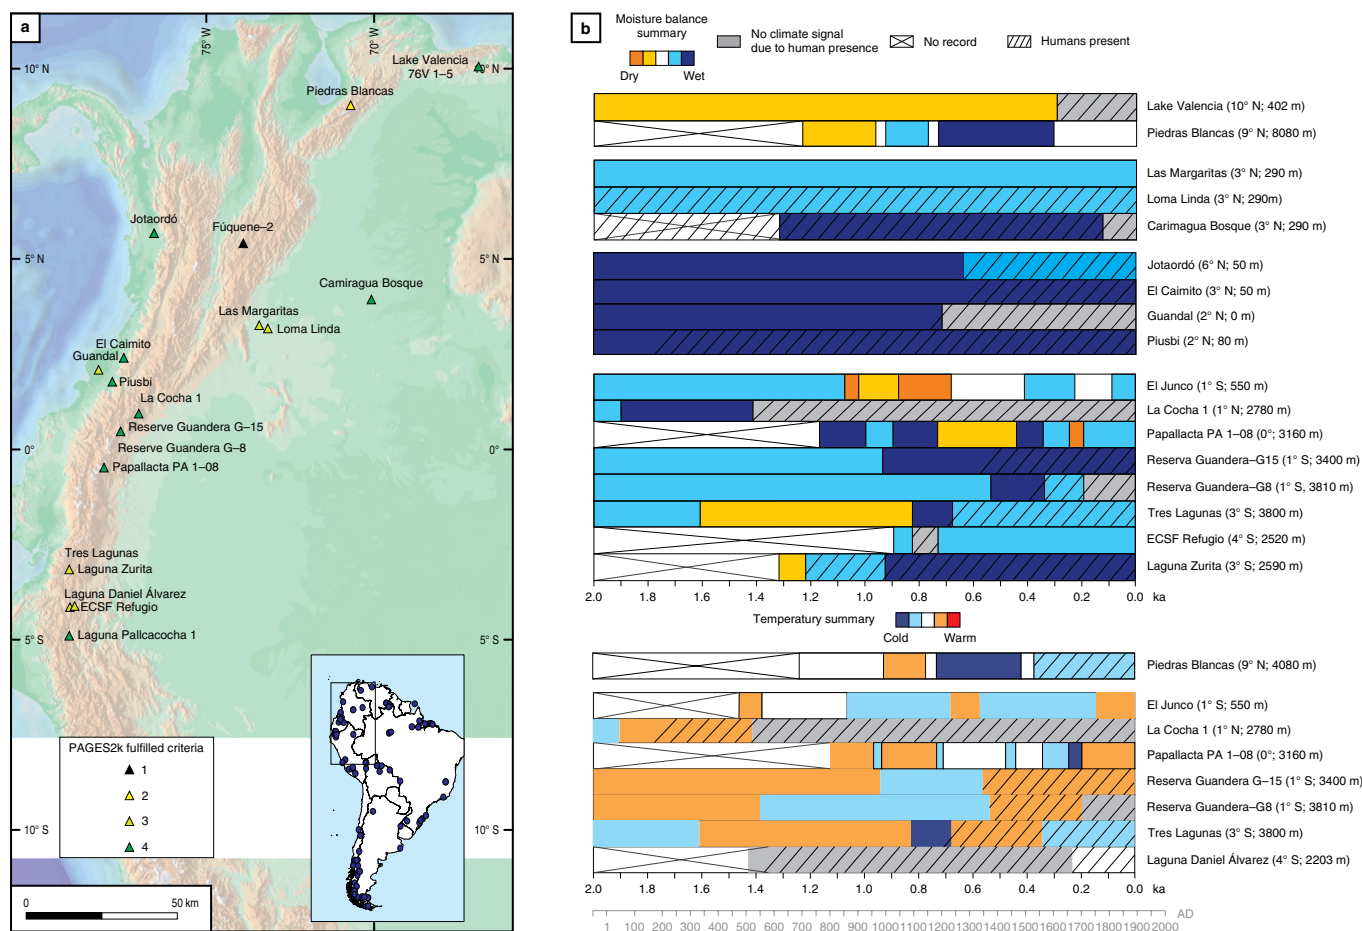 a
75° W
70° W
10° N
10° N
Lake Valencia
76V 1–5
Piedras Blancas
Jotaordó
Fúquene–2
5° N
5° N
Camiragua Bosque
Las Margaritas
Loma Linda
El Caimito
Guandal
Piusbi
La Cocha 1
Reserve Guandera G–15
Reserve Guandera G–8
0°
0°
Papallacta PA 1–08
Tres Lagunas
Laguna Zurita
Laguna Daniel Álvarez
ECSF Refugio
Laguna Pallcacocha 1
5° S
5° S
PAGES2k fulfilled criteria
1
2
3
4
10° S
10° S
0
50 km
b
Moisture balance
summary
Dry
Wet
No climate signal
due to human presence
No record
Humans present
Lake Valencia (10° N; 402 m)
Piedras Blancas (9° N; 8080 m)
Las Margaritas (3° N; 290 m)
Loma Linda (3° N; 290m)
Carimagua Bosque (3° N; 290 m)
Jotaordó (6° N; 50 m)
El Caimito (3° N; 50 m)
Guandal (2° N; 0 m)
Piusbi (2° N; 80 m)
El Junco (1° S; 550 m)
La Cocha 1 (1° N; 2780 m)
Papallacta PA 1–08 (0°; 3160 m)
Reserva Guandera–G15 (1° S; 3400 m)
Reserva Guandera–G8 (1° S, 3810 m)
Tres Lagunas (3° S; 3800 m)
ECSF Refugio (4° S; 2520 m)
Laguna Zurita (3° S; 2590 m)
2.0 1.8 1.6 1.4 1.2 1.0 0.8 0.6 0.4 0.2 0.0 ka
Temperatury summary
Cold
Warm
Piedras Blancas (9° N; 4080 m)
El Junco (1° S; 550 m)
La Cocha 1 (1° N; 2780 m)
Papallacta PA 1–08 (0°; 3160 m)
Reserva Guandera G–15 (1° S; 3400 m)
Reserva Guandera–G8 (1° S; 3810 m)
Tres Lagunas (3° S; 3800 m)
Laguna Daniel Álvarez (4° S; 2203 m)
2.0 1.8 1.6 1.4 1.2 1.0 0.8 0.6 0.4 0.2 0.0 ka
AD
1 100 200 300 400 500 600 700 800 900 1000 1100 1200 1300 1400 1500 1600 1700 1800 1900 2000